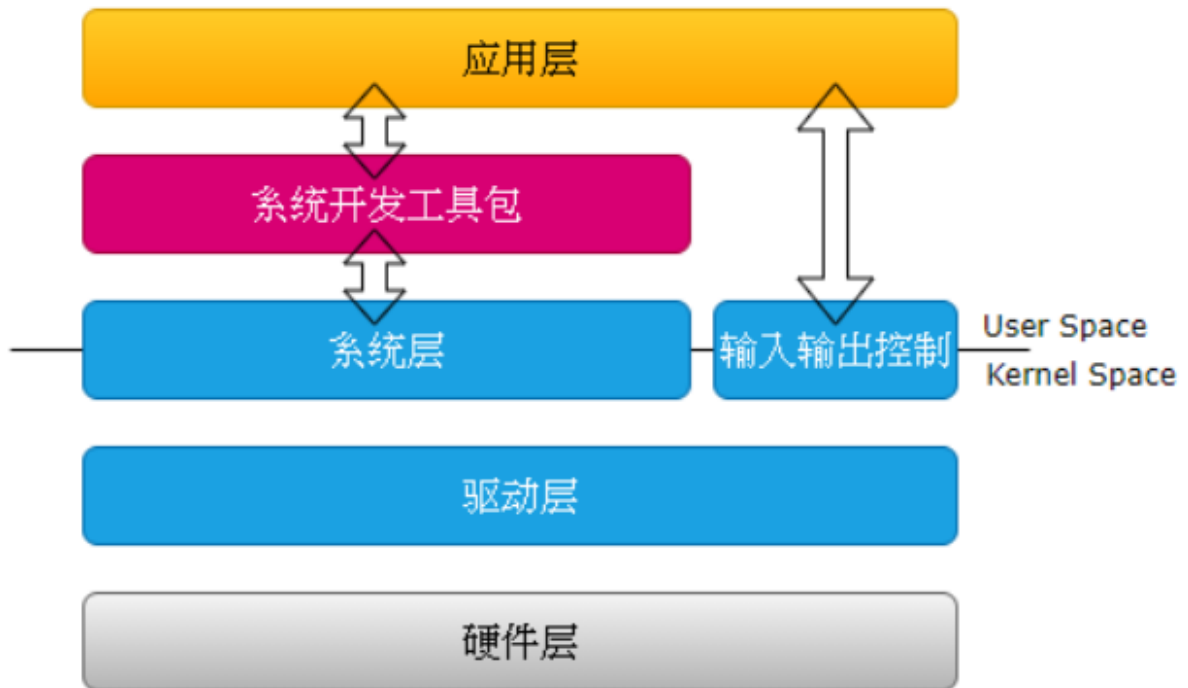 应用层
系统开发工具包
系统层
输入输出控制
User Space
Kernel Space
驱动层
硬件层